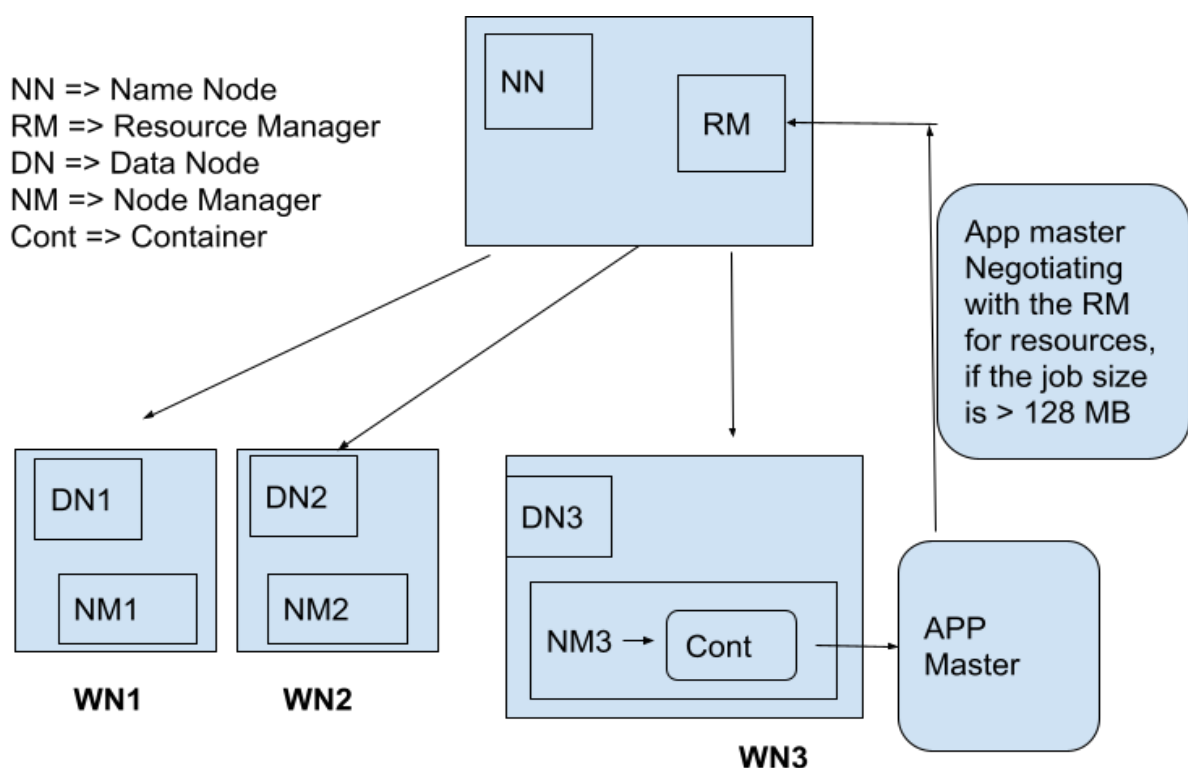 NN => Name Node
RM => Resource Manager
DN => Data Node
NM => Node Manager
Cont => Container
NN
RM
App master
Negotiating
with the RM
for resources,
if the job size
is > 128 MB
DN1
NM1
WN1
DN2
NM2
WN2
DN3
NM3
Cont
WN3
APP
Master